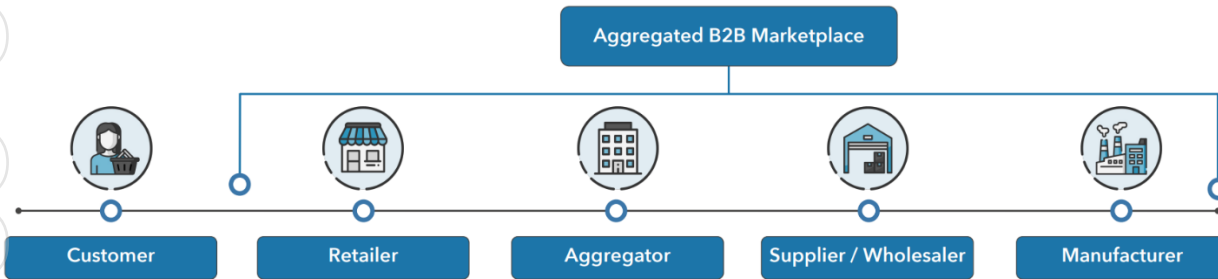 Aggregated B2B Marketplace
Customer
Retailer
Aggregator
Supplier / Wholesaler
Manufacturer